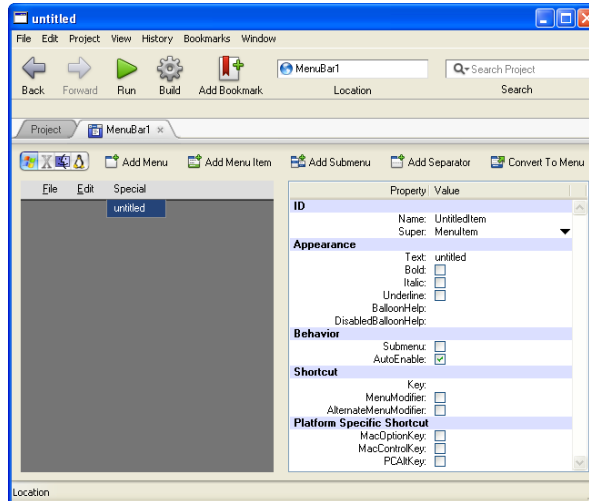 untitled
File Edit Project View History Bookmarks Window
Back Forward Run Build Add Bookmark MenuBar1 Location Search Project Search
Project MenuBar1 ×
X Add Menu Add Menu Item Add Submenu Add Separator Convert To Menu
File Edit Special
untitled
Property Value
ID
Name: UntitledItem
Super: MenuItem
Appearance
Text: untitled
Bold:
Italic:
Underline:
BalloonHelp:
DisabledBalloonHelp:
Behavior
Submenu:
AutoEnable:
Shortcut
Key:
MenuModifier:
AlternateMenuModifier:
Platform Specific Shortcut
MacOptionKey:
MacControlKey:
PCAltKey:
Location